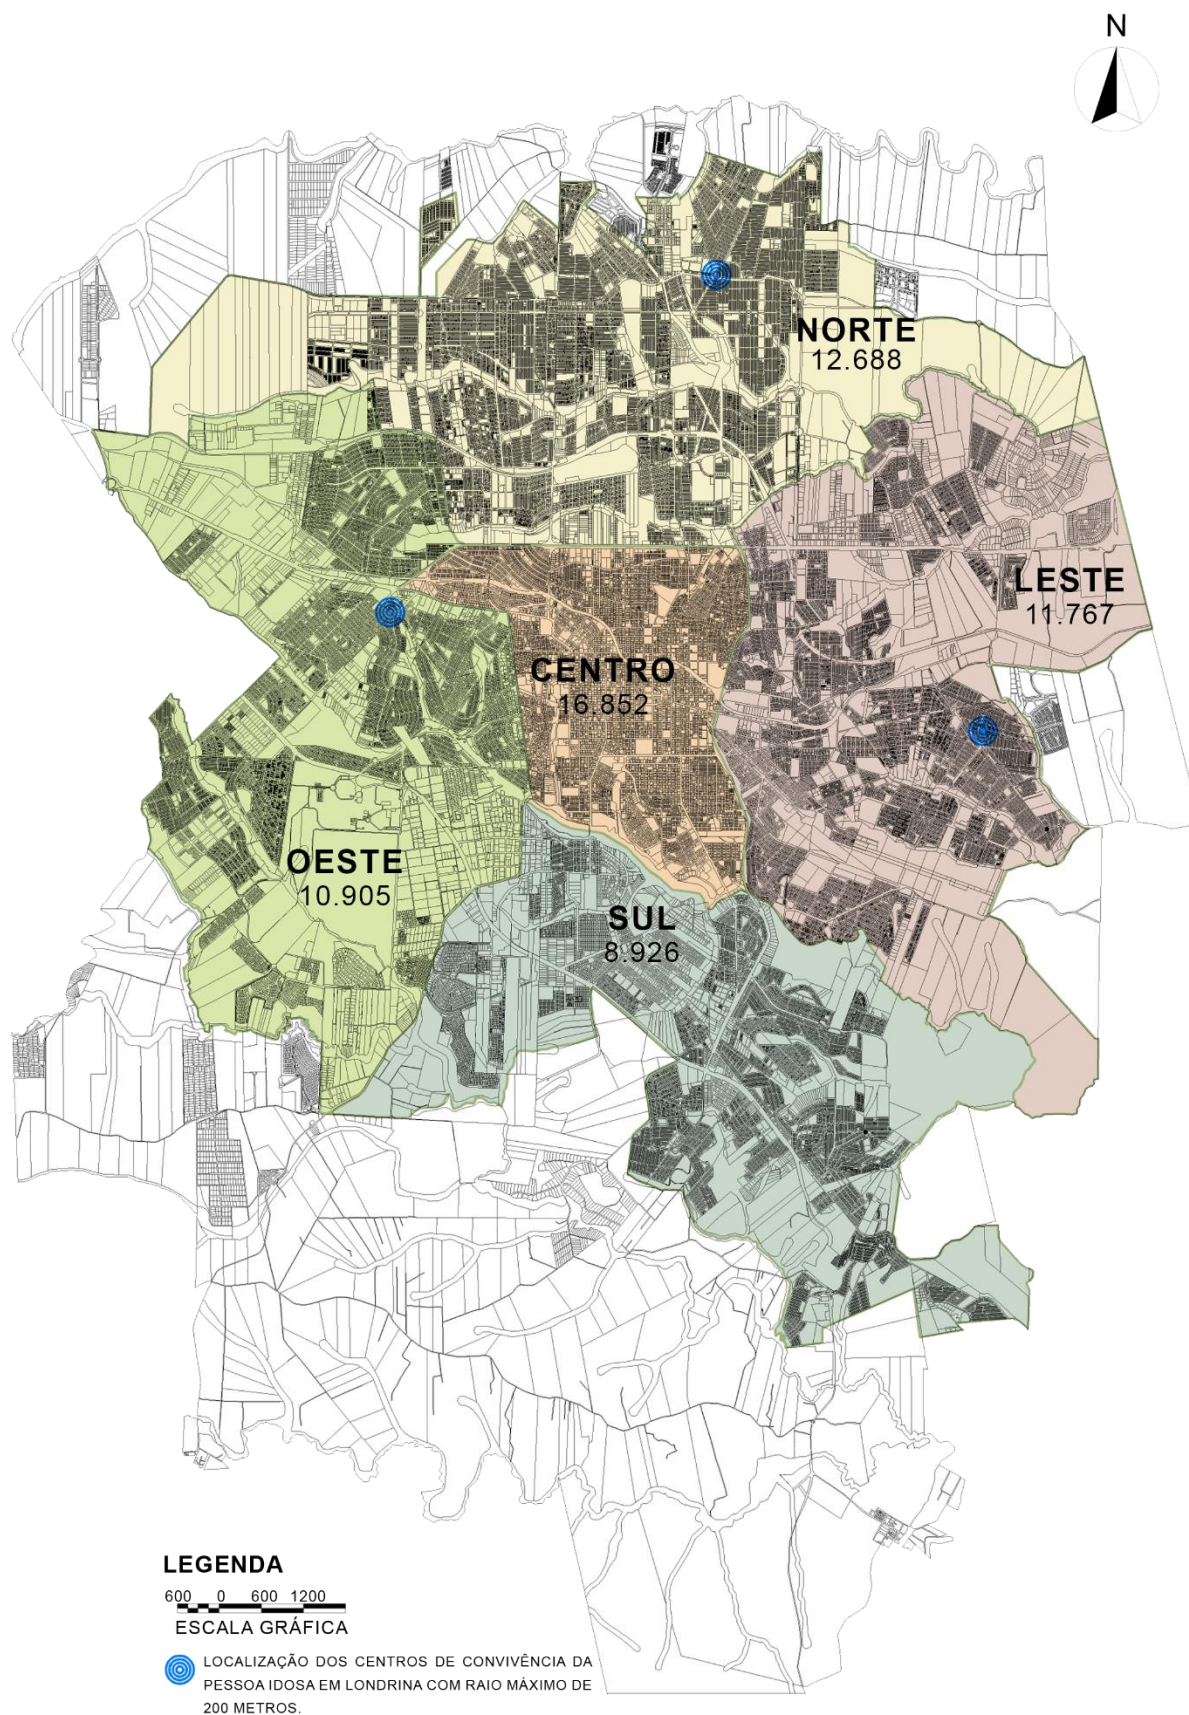 N
NORTE
12.688
LESTE
11.767
CENTRO
16.852
OESTE
10.905
SUL
8.926
LEGENDA
600 0 600 1200
ESCALA GRÁFICA
LOCALIZAÇÃO DOS CENTROS DE CONVIVÊNCIA DA
PESSOA IDOSA EM LONDRINA COM RAIO MÁXIMO DE
200 METROS.